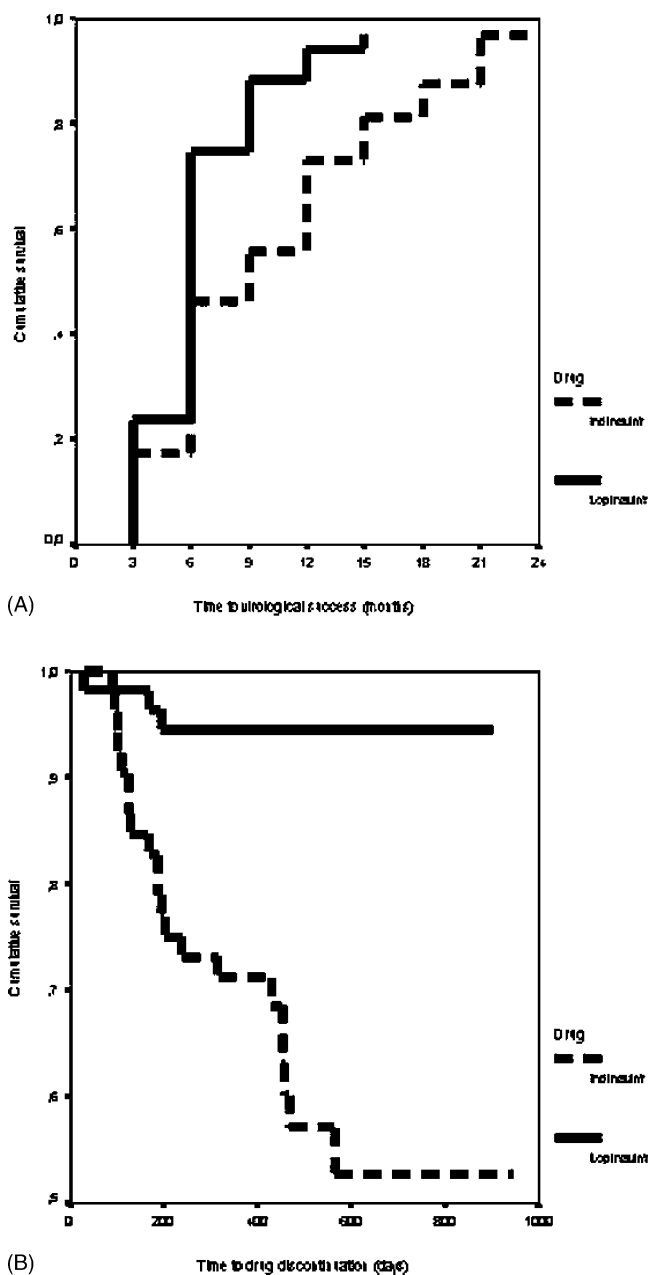 1,0
,8
,6
,4
,2
0,0
Cumulative survival
0 3 6 9 12 15 18 21 24
Time to virological success (months)
Drug
Indinavir
Lopinavir
(A)
1,0
,9
,8
,7
,6
,5
Cumulative survival
0 200 400 600 800 1000
Time to drug discontinuation (days)
Drug
Indinavir
Lopinavir
(B)